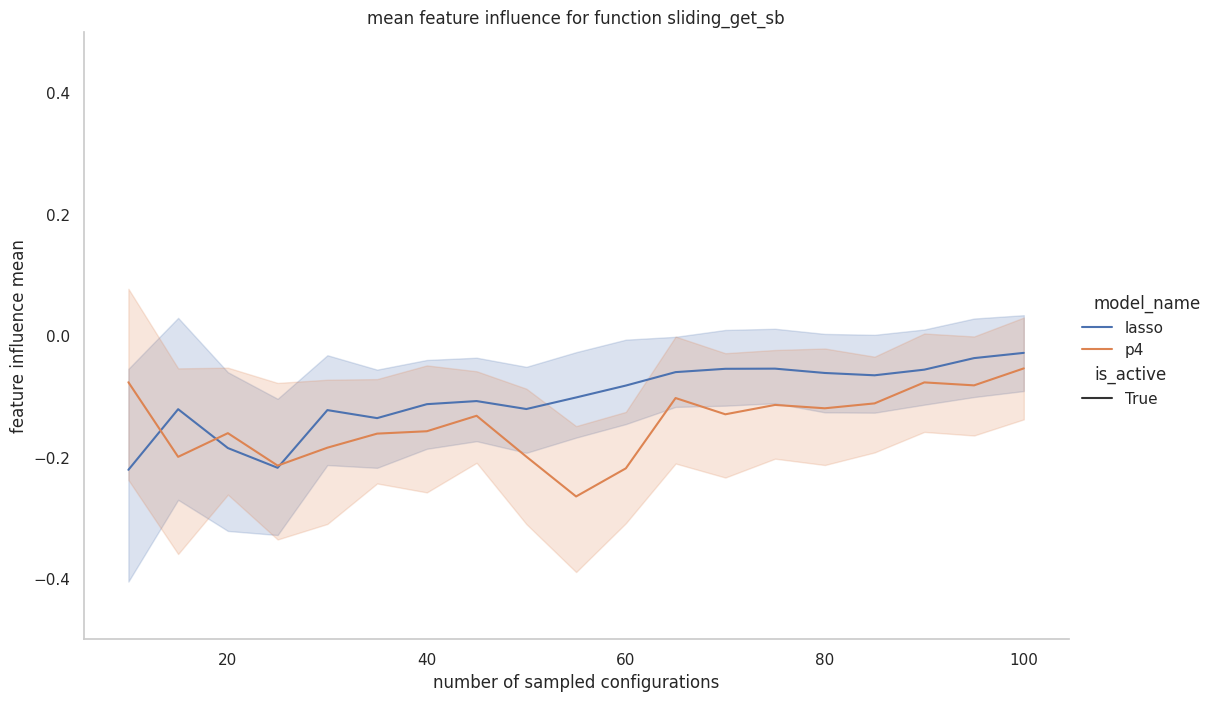 mean feature influence for function sliding_get_sb
feature influence mean
0.4
0.2
0.0
−0.2
−0.4
20
40
60
80
100
number of sampled configurations
model_name
lasso
p4
is_active
True